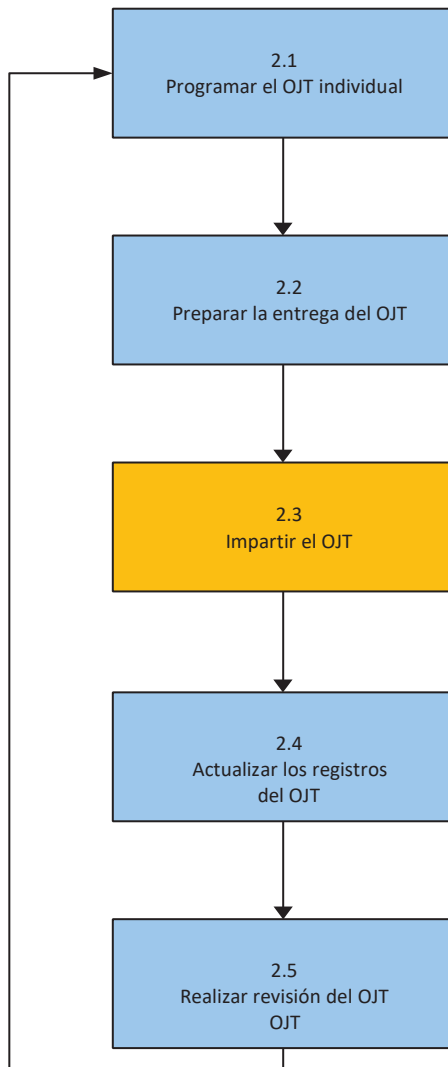 2.1
Programar el OJT individual
2.2
Preparar la entrega del OJT
2.3
Impartir el OJT
2.4
Actualizar los registros
del OJT
2.5
Realizar revisión del OJT
OJT